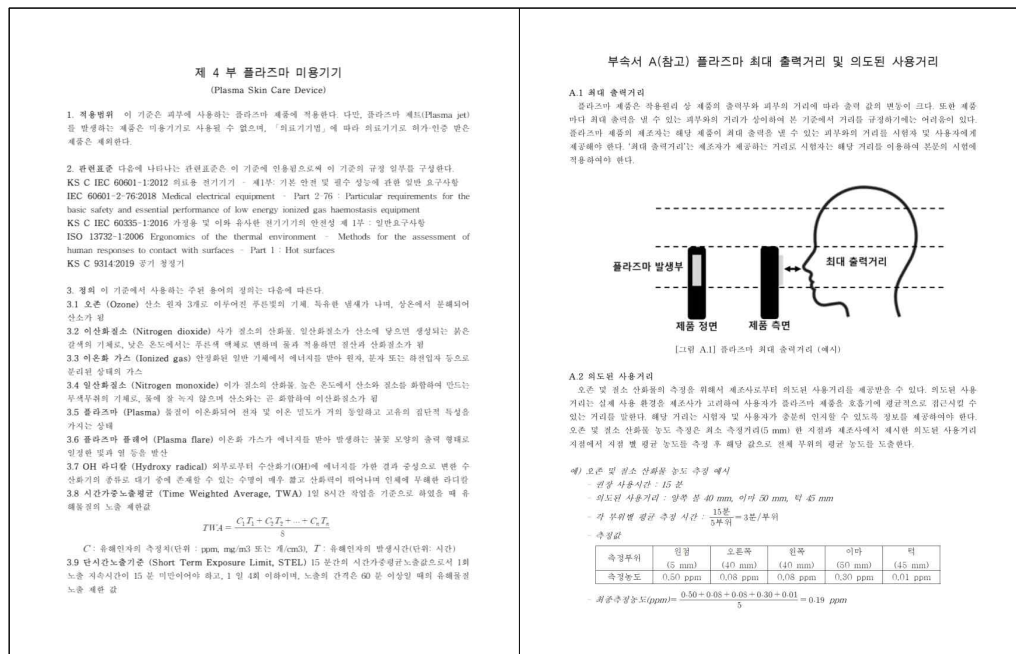 제 4 부 플라즈마 미용기기
(Plasma Skin Care Device)
1. 적용범위 이 기준은 피부에 사용하는 플라즈마 제품에 적용한다. 다만, 플라즈마 제트(Plasma jet)
를 발생하는 제품은 미용기기로 사용될 수 없으며, 「의료기기법」에 따라 의료기기로 허가·인증 받은
제품은 제외한다.
2. 관련표준 다음에 나타나는 관련표준은 이 기준에 인용됨으로써 이 기준의 규정 일부를 구성한다.
KS C IEC 60601-1:2012 의료용 전기기기 - 제1부: 기본 안전 및 필수 성능에 관한 일반 요구사항
IEC 60601-2-76:2018 Medical electrical equipment - Part 2-76 : Particular requirements for the
basic safety and essential performance of low energy ionized gas haemostasis equipment
KS C IEC 60335-1:2016 가정용 및 이와 유사한 전기기기의 안전성 제 1부 : 일반요구사항
ISO 13732-1:2006 Ergonomics of the thermal environment - Methods for the assessment of
human responses to contact with surfaces - Part 1 : Hot surfaces
KS C 9314:2019 공기 청정기
3. 정의 이 기준에서 사용하는 주된 용어의 정의는 다음에 따른다.
3.1 오존 (Ozone) 산소 원자 3개로 이루어진 푸른빛의 기체. 특유한 냄새가 나며, 상온에서 분해되어
산소가 됨
3.2 이산화질소 (Nitrogen dioxide) 사가 질소의 산화물. 일산화질소가 산소에 닿으면 생성되는 붉은
갈색의 기체로, 낮은 온도에서는 푸른색 액체로 변하며 물과 적용하면 질산과 산화질소가 됨
3.3 이온화 가스 (Ionized gas) 안정화된 일반 기체에서 에너지를 받아 원자, 분자 또는 하전입자 등으로
분리된 상태의 가스
3.4 일산화질소 (Nitrogen monoxide) 이가 질소의 산화물. 높은 온도에서 산소와 질소를 화합하여 만드는
무색무취의 기체로, 물에 잘 녹지 않으며 산소와는 곧 화합하여 이산화질소가 됨
3.5 플라즈마 (Plasma) 물질이 이온화되어 전자 및 이온 밀도가 거의 동일하고 고유의 집단적 특성을
가지는 상태
3.6 플라즈마 플레어 (Plasma flare) 이온화 가스가 에너지를 받아 발생하는 불꽃 모양의 출력 형태로
일정한 빛과 열 등을 발산
3.7 OH 라디칼 (Hydroxy radical) 외부로부터 수산화기(OH)에 에너지를 가한 결과 중성으로 변한 수
산화기의 종류로 대기 중에 존재할 수 있는 수명이 매우 짧고 산화력이 뛰어나며 인체에 무해한 라디칼
3.8 시간가중노출평균 (Time Weighted Average, TWA) 1일 8시간 작업을 기준으로 하였을 때 유
해물질의 노출 제한값
TWA = (C₁T₁ + C₂T₂ + ... + CₙTₙ) / 8
C : 유해인자의 측정치(단위 : ppm, mg/m3 또는 개/cm3), T : 유해인자의 발생시간(단위: 시간)
3.9 단시간노출기준 (Short Term Exposure Limit, STEL) 15 분간의 시간가중평균노출값으로서 1회
노출 지속시간이 15 분 미만이어야 하고, 1 일 4회 이하이며, 노출의 간격은 60 분 이상일 때의 유해물질
노출 제한 값
부속서 A(참고) 플라즈마 최대 출력거리 및 의도된 사용거리
A.1 최대 출력거리
플라즈마 제품은 작용원리 상 제품의 출력부와 피부의 거리에 따라 출력 값의 변동이 크다. 또한 제품
마다 최대 출력을 낼 수 있는 피부와의 거리가 상이하여 본 기준에서 거리를 규정하기에는 어려움이 있다.
플라즈마 제품의 제조자는 해당 제품이 최대 출력을 낼 수 있는 피부와의 거리를 시험자 및 사용자에게
제공해야 한다. '최대 출력거리'는 제조자가 제공하는 거리로 시험자는 해당 거리를 이용하여 본문의 시험에
적용하여야 한다.
플라즈마 발생부
최대 출력거리
제품 정면 제품 측면
[그림 A.1] 플라즈마 최대 출력거리 (예시)
A.2 의도된 사용거리
오존 및 질소 산화물의 측정을 위해서 제조사로부터 의도된 사용거리를 제공받을 수 있다. 의도된 사용
거리는 실제 사용 환경을 제조사가 고려하여 사용자가 플라즈마 제품을 호흡기에 평균적으로 접근시킬 수
있는 거리를 말한다. 해당 거리는 시험자 및 사용자가 충분히 인지할 수 있도록 정보를 제공하여야 한다.
오존 및 질소 산화물 농도 측정은 최소 측정거리(5 mm) 한 지점과 제조사에서 제시한 의도된 사용거리
지점에서 지점 별 평균 농도를 측정 후 해당 값으로 전체 부위의 평균 농도를 도출한다.
예) 오존 및 질소 산화물 농도 측정 예시
- 권장 사용시간 : 15 분
- 의도된 사용거리 : 양쪽 볼 40 mm, 이마 50 mm, 턱 45 mm
- 각 부위별 평균 측정 시간 : 15분/5부위 = 3분/부위
- 측정값
측정부위 원점 (5 mm) 오른쪽 (40 mm) 왼쪽 (40 mm) 이마 (50 mm) 턱 (45 mm)
측정농도 0.50 ppm 0.08 ppm 0.08 ppm 0.30 ppm 0.01 ppm
- 최종측정농도(ppm) = (0.50 + 0.08 + 0.08 + 0.30 + 0.01) / 5 = 0.19 ppm